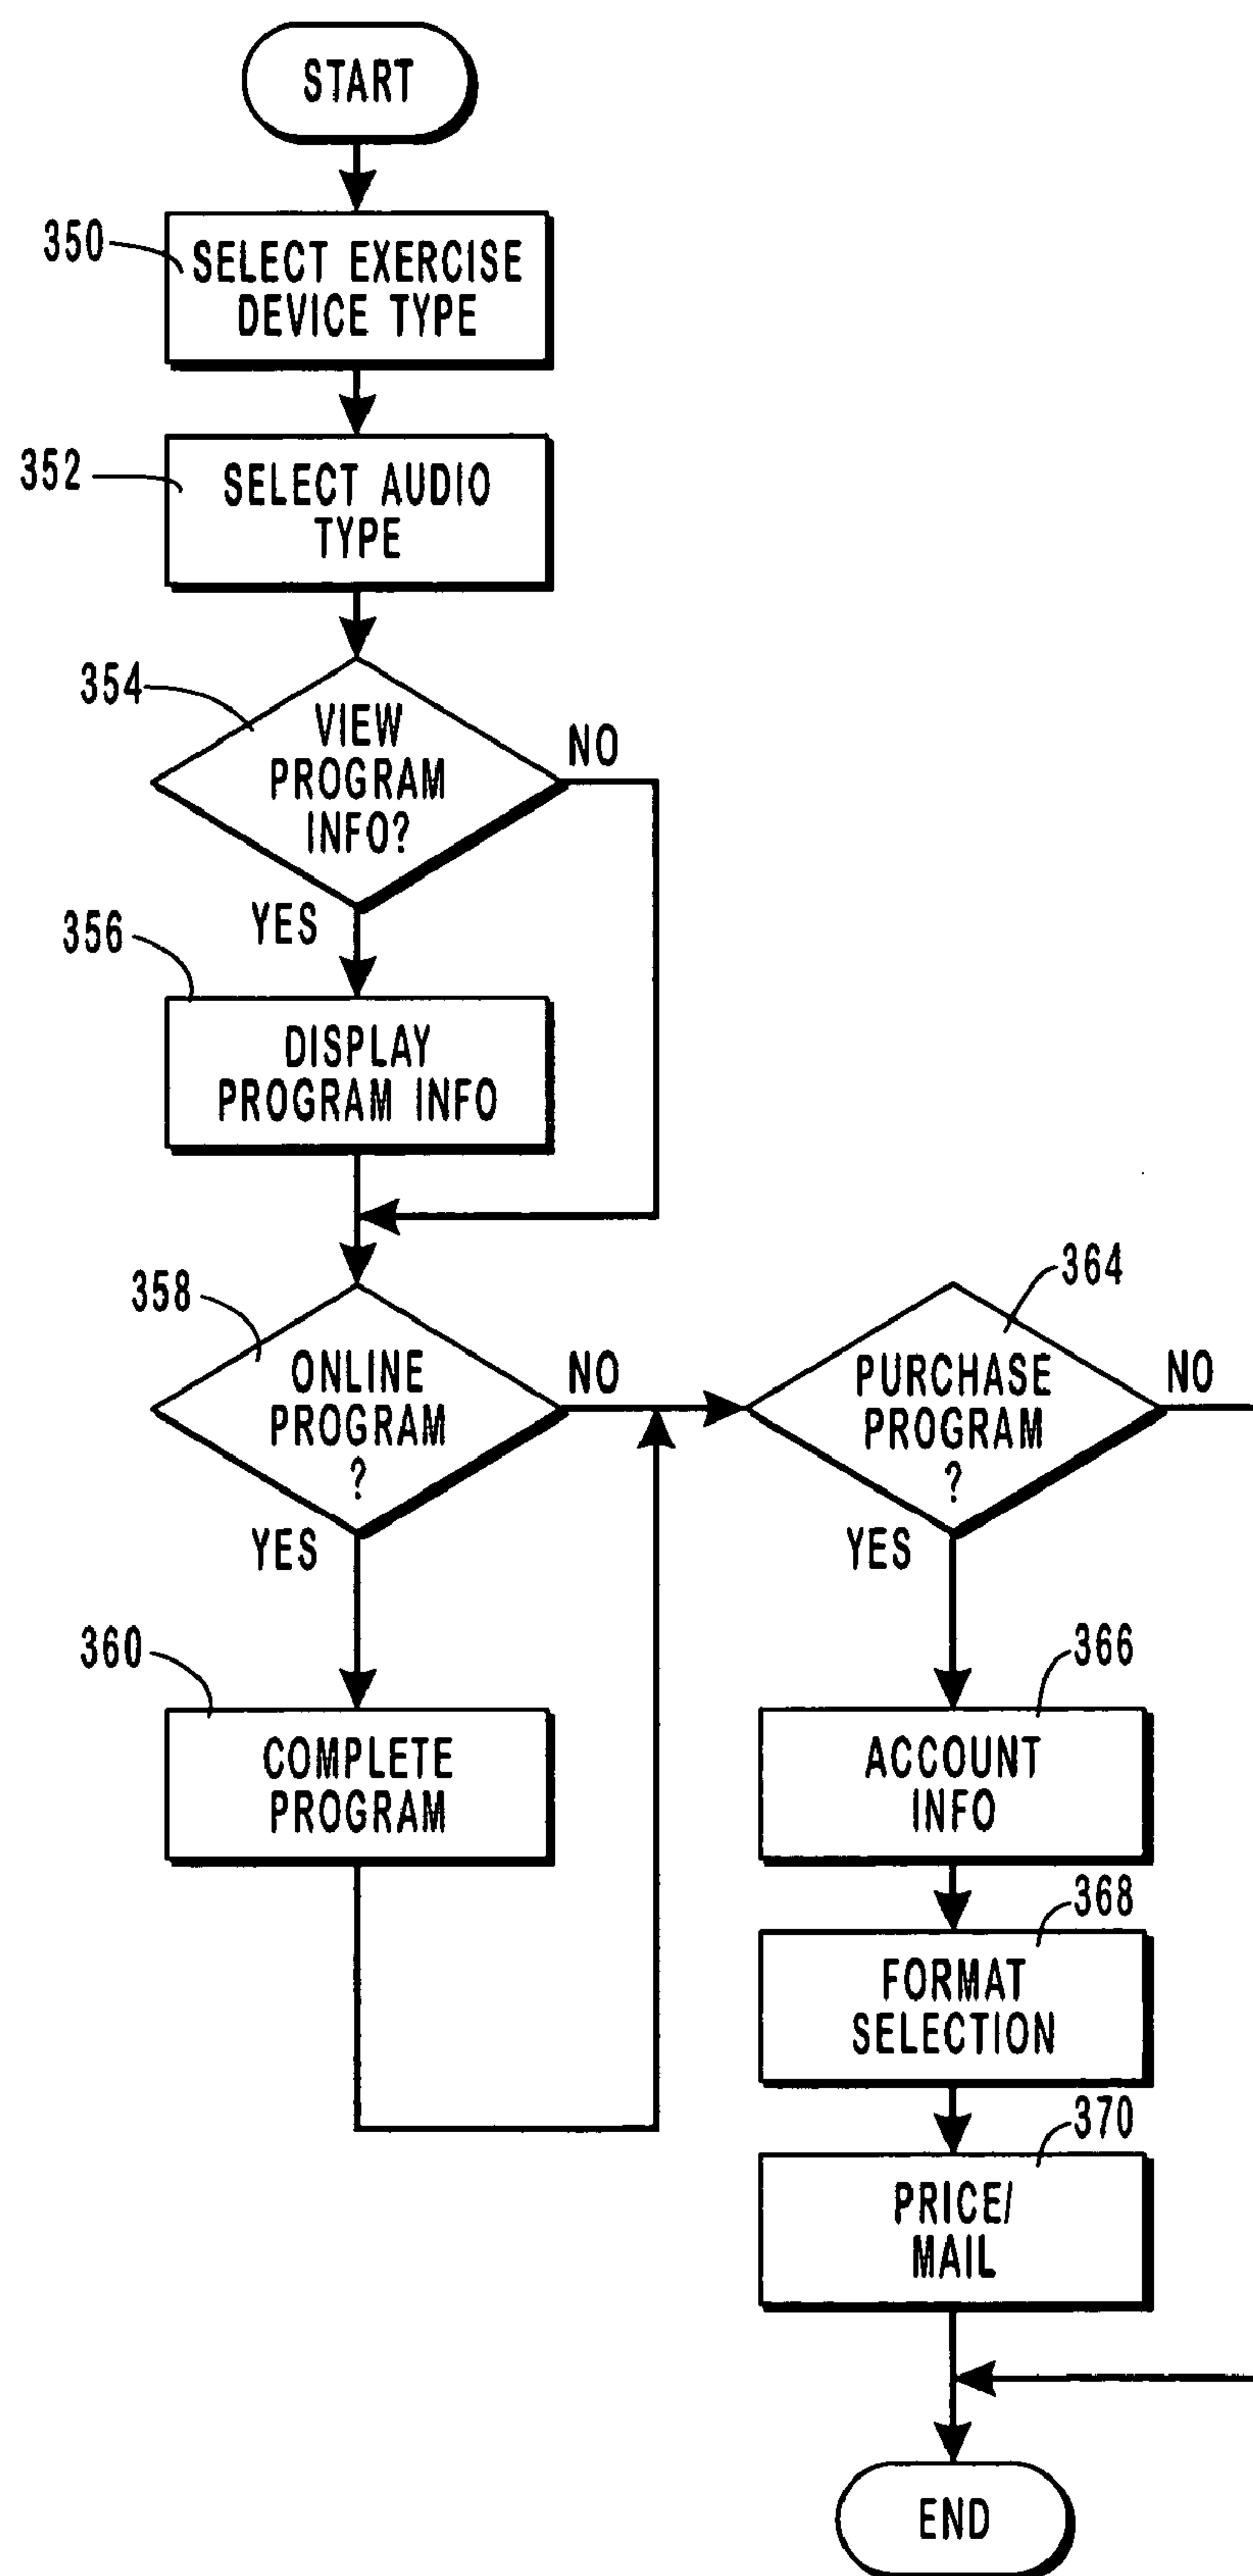 START
350
SELECT EXERCISE
DEVICE TYPE
352
SELECT AUDIO
TYPE
354
VIEW
PROGRAM
INFO?
NO
YES
356
DISPLAY
PROGRAM INFO
358
ONLINE
PROGRAM
?
NO
YES
360
COMPLETE
PROGRAM
364
PURCHASE
PROGRAM
?
NO
YES
366
ACCOUNT
INFO
368
FORMAT
SELECTION
370
PRICE/
MAIL
END